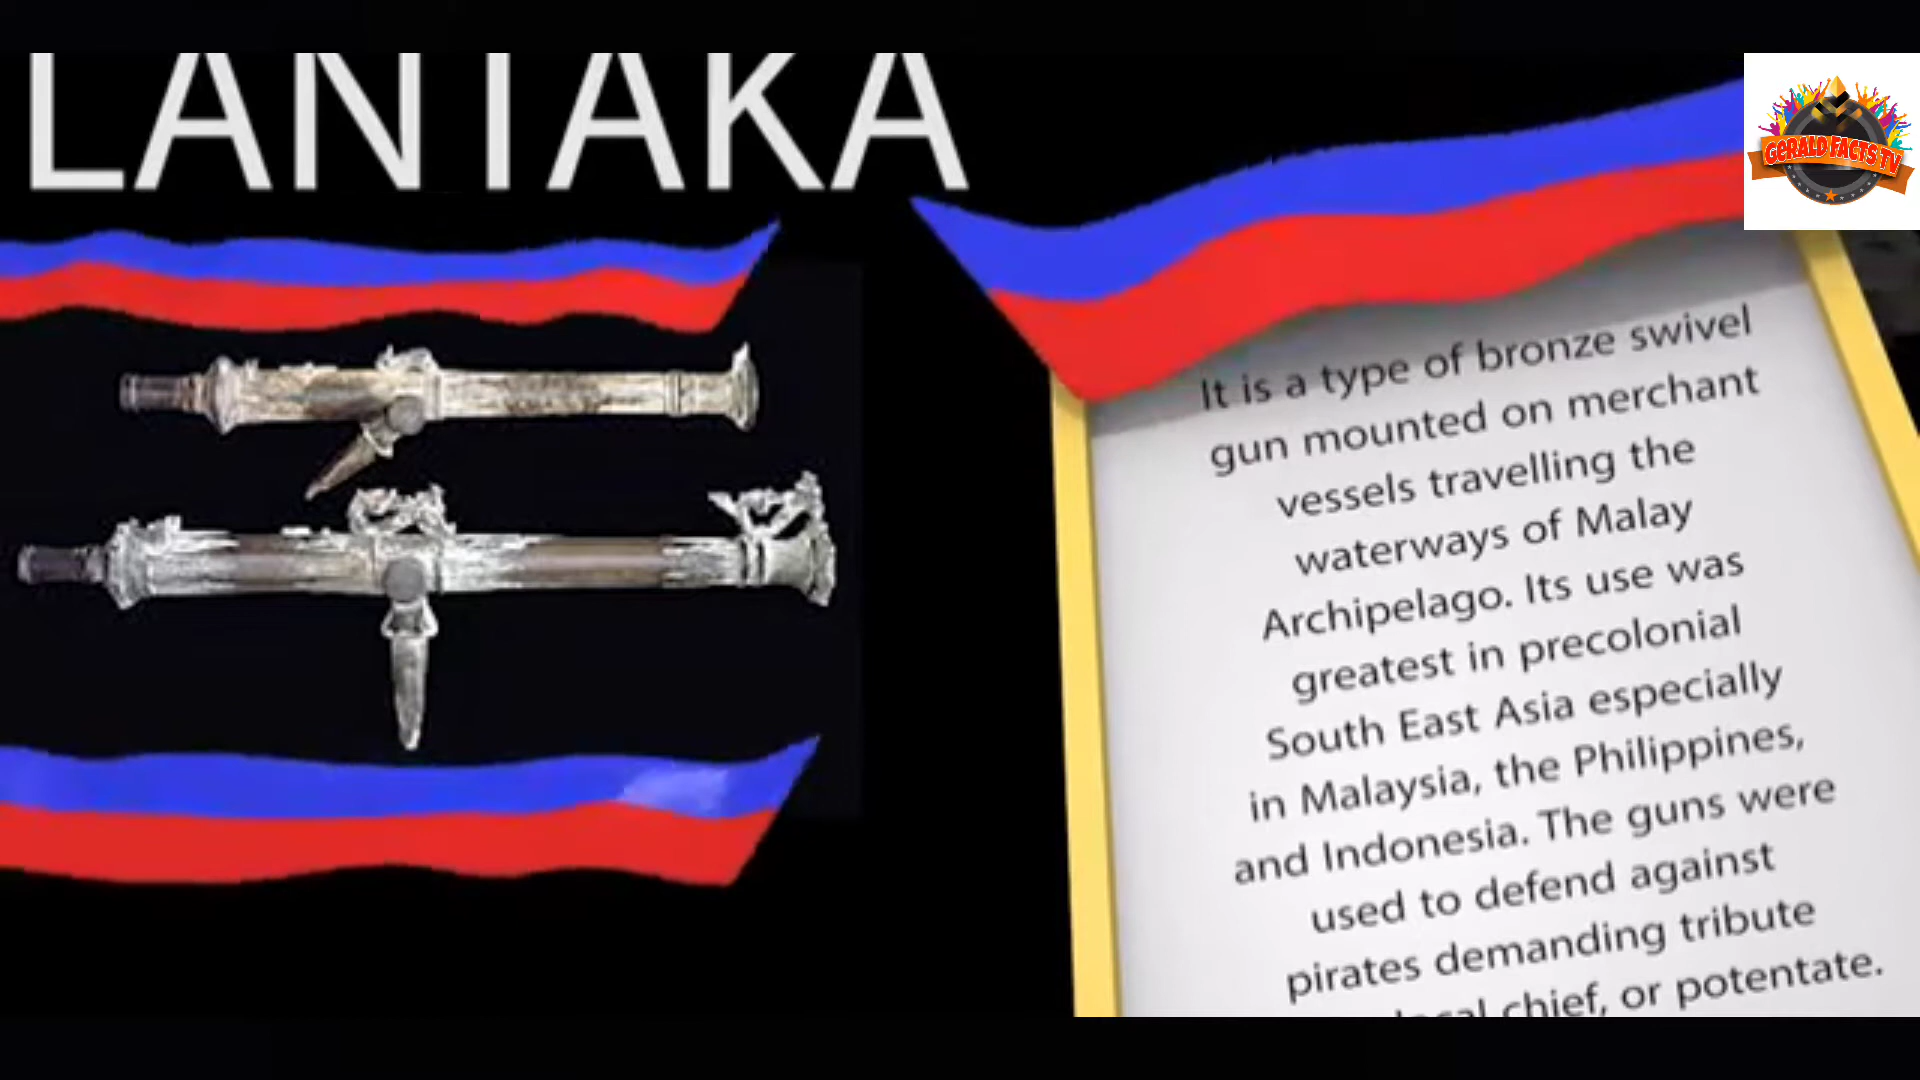 LANTAKA
GERALD FACTS TV
It is a type of bronze swivel
gun mounted on merchant
vessels travelling the
waterways of Malay
Archipelago. Its use was
greatest in precolonial
South East Asia especially
in Malaysia, the Philippines,
and Indonesia. The guns were
used to defend against
pirates demanding tribute
chief, or potentate.